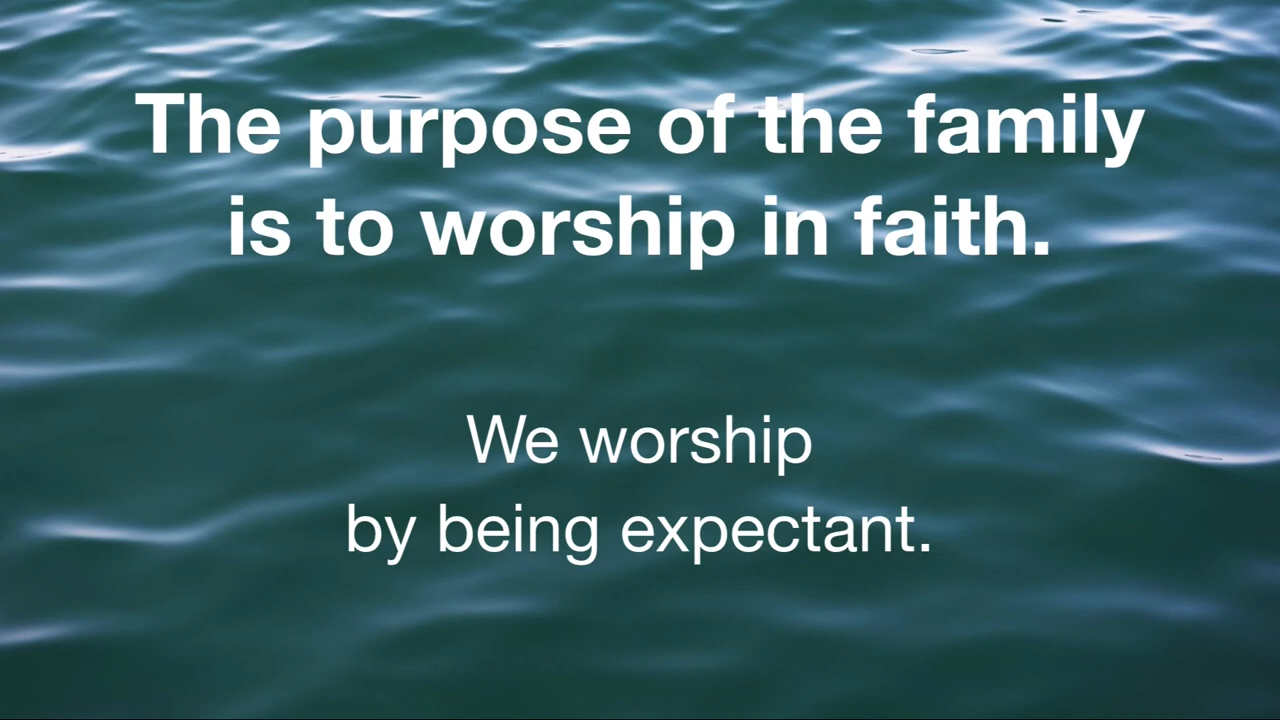 The purpose of the family
is to worship in faith.
We worship
by being expectant.